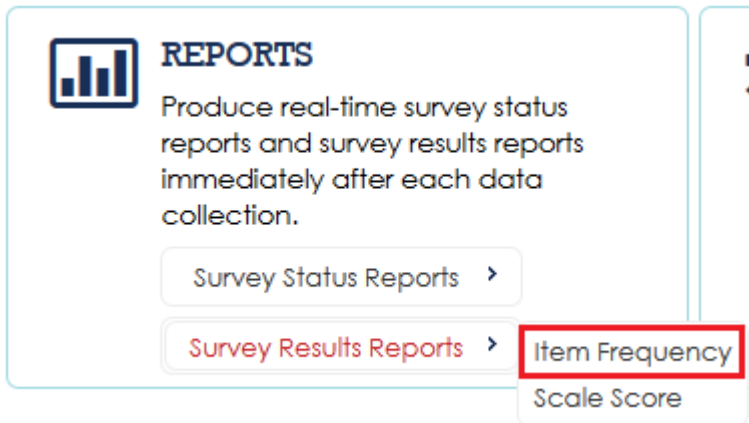 REPORTS
Produce real-time survey status
reports and survey results reports
immediately after each data
collection.
Survey Status Reports
Survey Results Reports
Item Frequency
Scale Score